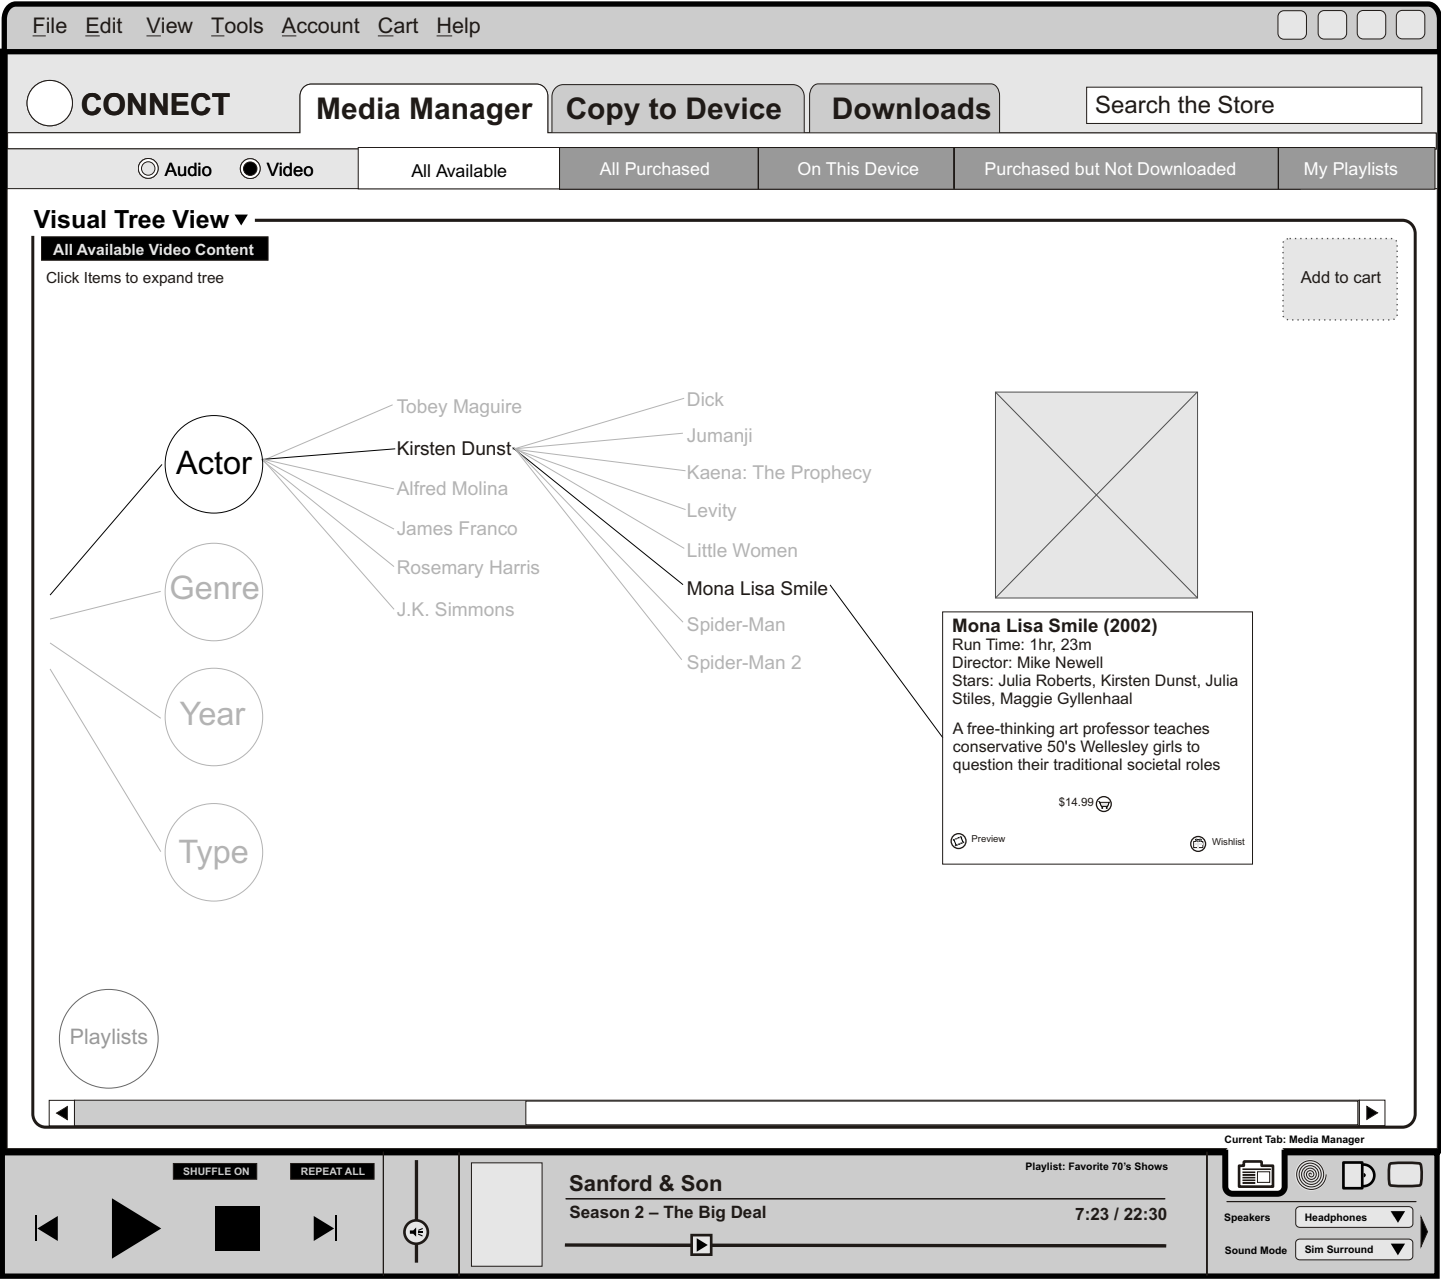 File Edit View Tools Account Cart Help
CONNECT
Media Manager
Copy to Device
Downloads
Search the Store
Audio
Video
All Available
All Purchased
On This Device
Purchased but Not Downloaded
My Playlists
Visual Tree View
All Available Video Content
Click Items to expand tree
Add to cart
Actor
Genre
Year
Type
Playlists
Tobey Maguire
Kirsten Dunst
Alfred Molina
James Franco
Rosemary Harris
J.K. Simmons
Dick
Jumanji
Kaena: The Prophecy
Levity
Little Women
Mona Lisa Smile
Spider-Man
Spider-Man 2
Mona Lisa Smile (2002)
Run Time: 1hr, 23m
Director: Mike Newell
Stars: Julia Roberts, Kirsten Dunst, Julia
Stiles, Maggie Gyllenhaal
A free-thinking art professor teaches
conservative 50's Wellesley girls to
question their traditional societal roles
$14.99
Preview
Wishlist
Current Tab: Media Manager
SHUFFLE ON
REPEAT ALL
Playlist: Favorite 70's Shows
Sanford & Son
Season 2 – The Big Deal
7:23 / 22:30
Speakers
Headphones
Sound Mode
Sim Surround